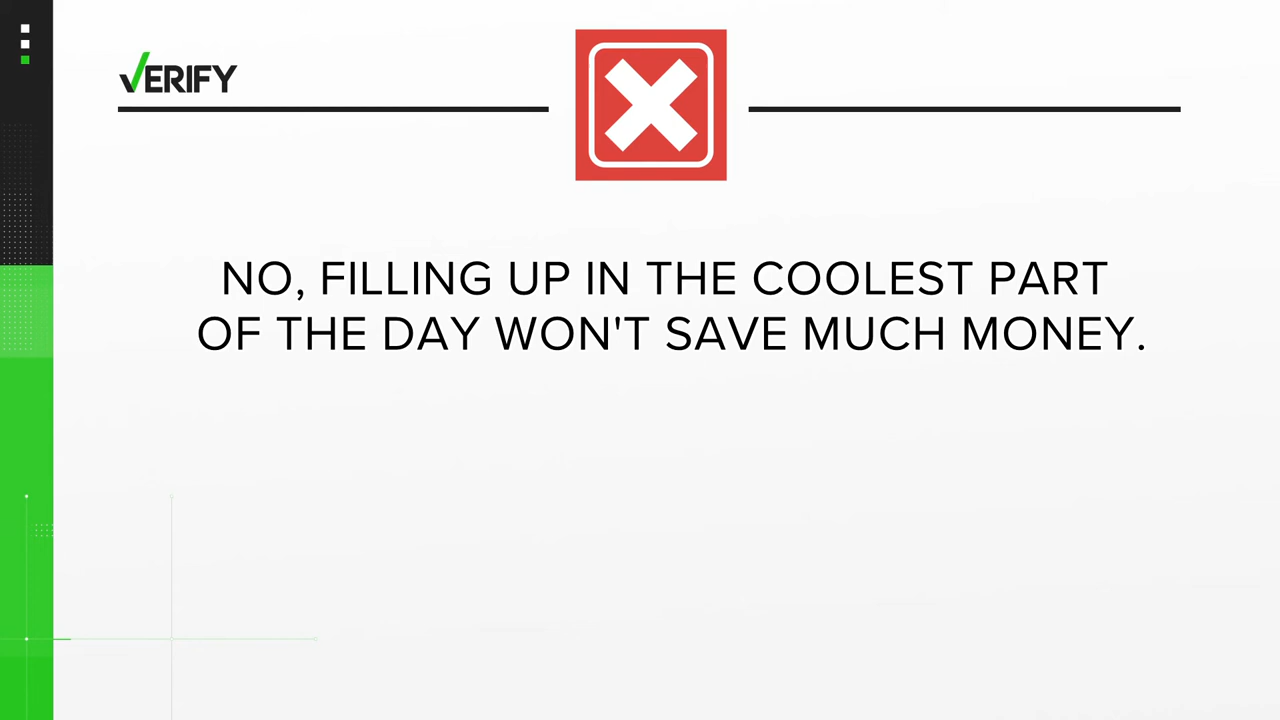 VERIFY
NO, FILLING UP IN THE COOLEST PART
OF THE DAY WON'T SAVE MUCH MONEY.